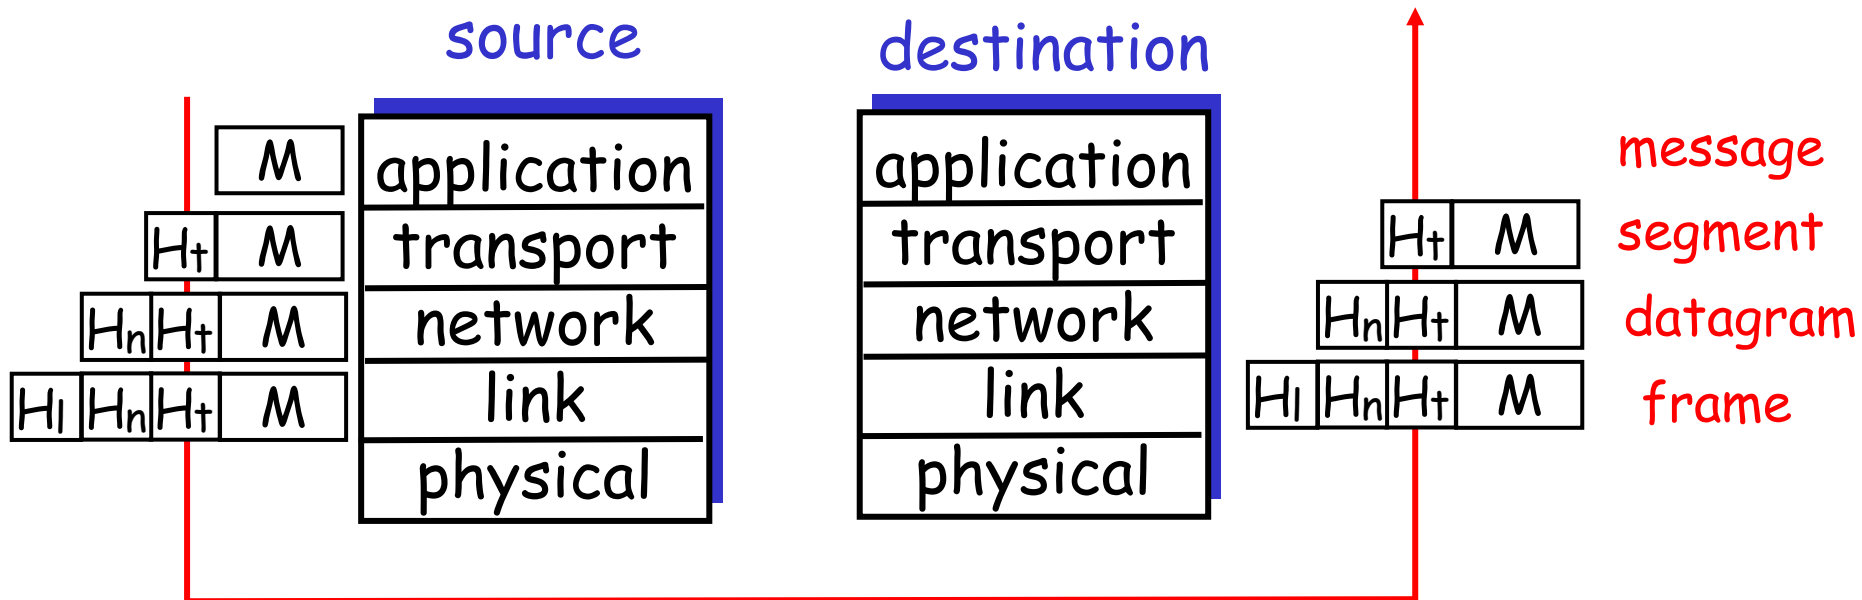 source destination
M application application message
Ht M transport transport Ht M segment
Hn Ht M network network Hn Ht M datagram
Hl Hn Ht M link link Hl Hn Ht M frame
physical physical